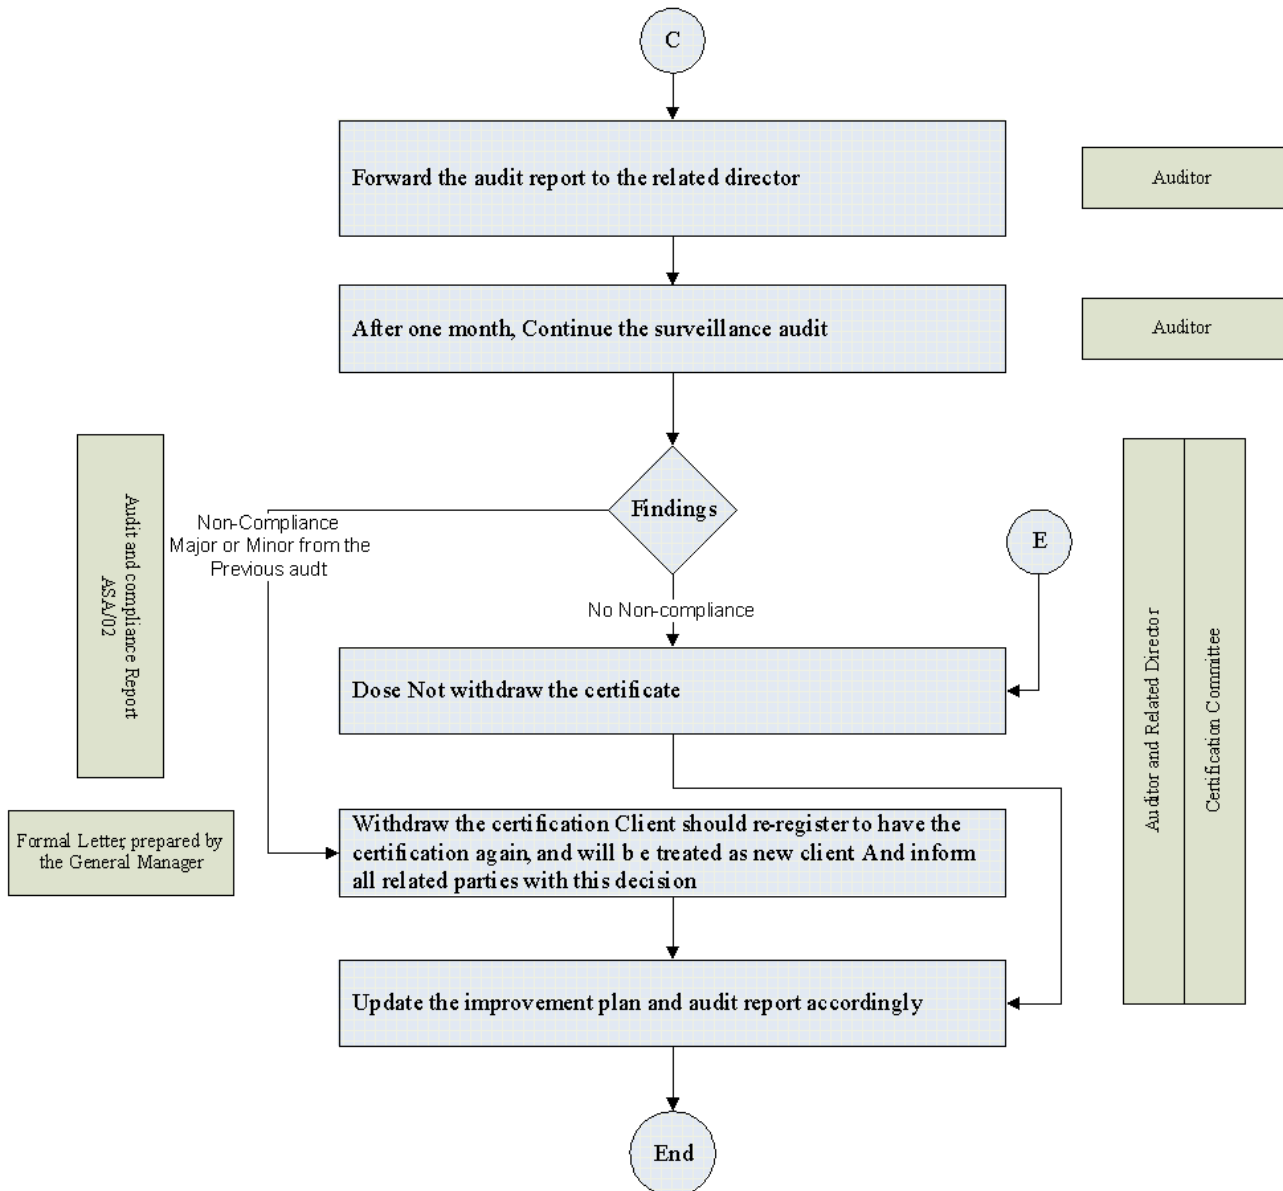 C
Forward the audit report to the related director
Auditor
After one month, Continue the surveillance audit
Auditor
Findings
Non-Compliance
Major or Minor from the
Previous audt
Audit and compliance Report
ASA/02
E
No Non-compliance
Dose Not withdraw the certificate
Auditor and Related Director
Certification Committee
Formal Letter, prepared by
the General Manager
Withdraw the certification Client should re-register to have the
certification again, and will be treated as new client And inform
all related parties with this decision
Update the improvement plan and audit report accordingly
End